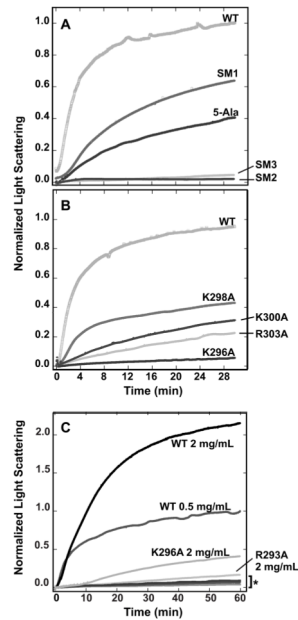 A
1.0
0.8
0.6
0.4
0.2
0.0
WT
SM1
5-Ala
SM3
SM2
Normalized Light Scattering
B
1.0
0.8
0.6
0.4
0.2
0.0
WT
K298A
K300A
R303A
K296A
0 4 8 12 16 20 24 28
Time (min)
C
2.0
1.5
1.0
0.5
0.0
WT 2 mg/mL
WT 0.5 mg/mL
K296A 2 mg/mL
R293A
2 mg/mL
*
Normalized Light Scattering
0 10 20 30 40 50 60
Time (min)